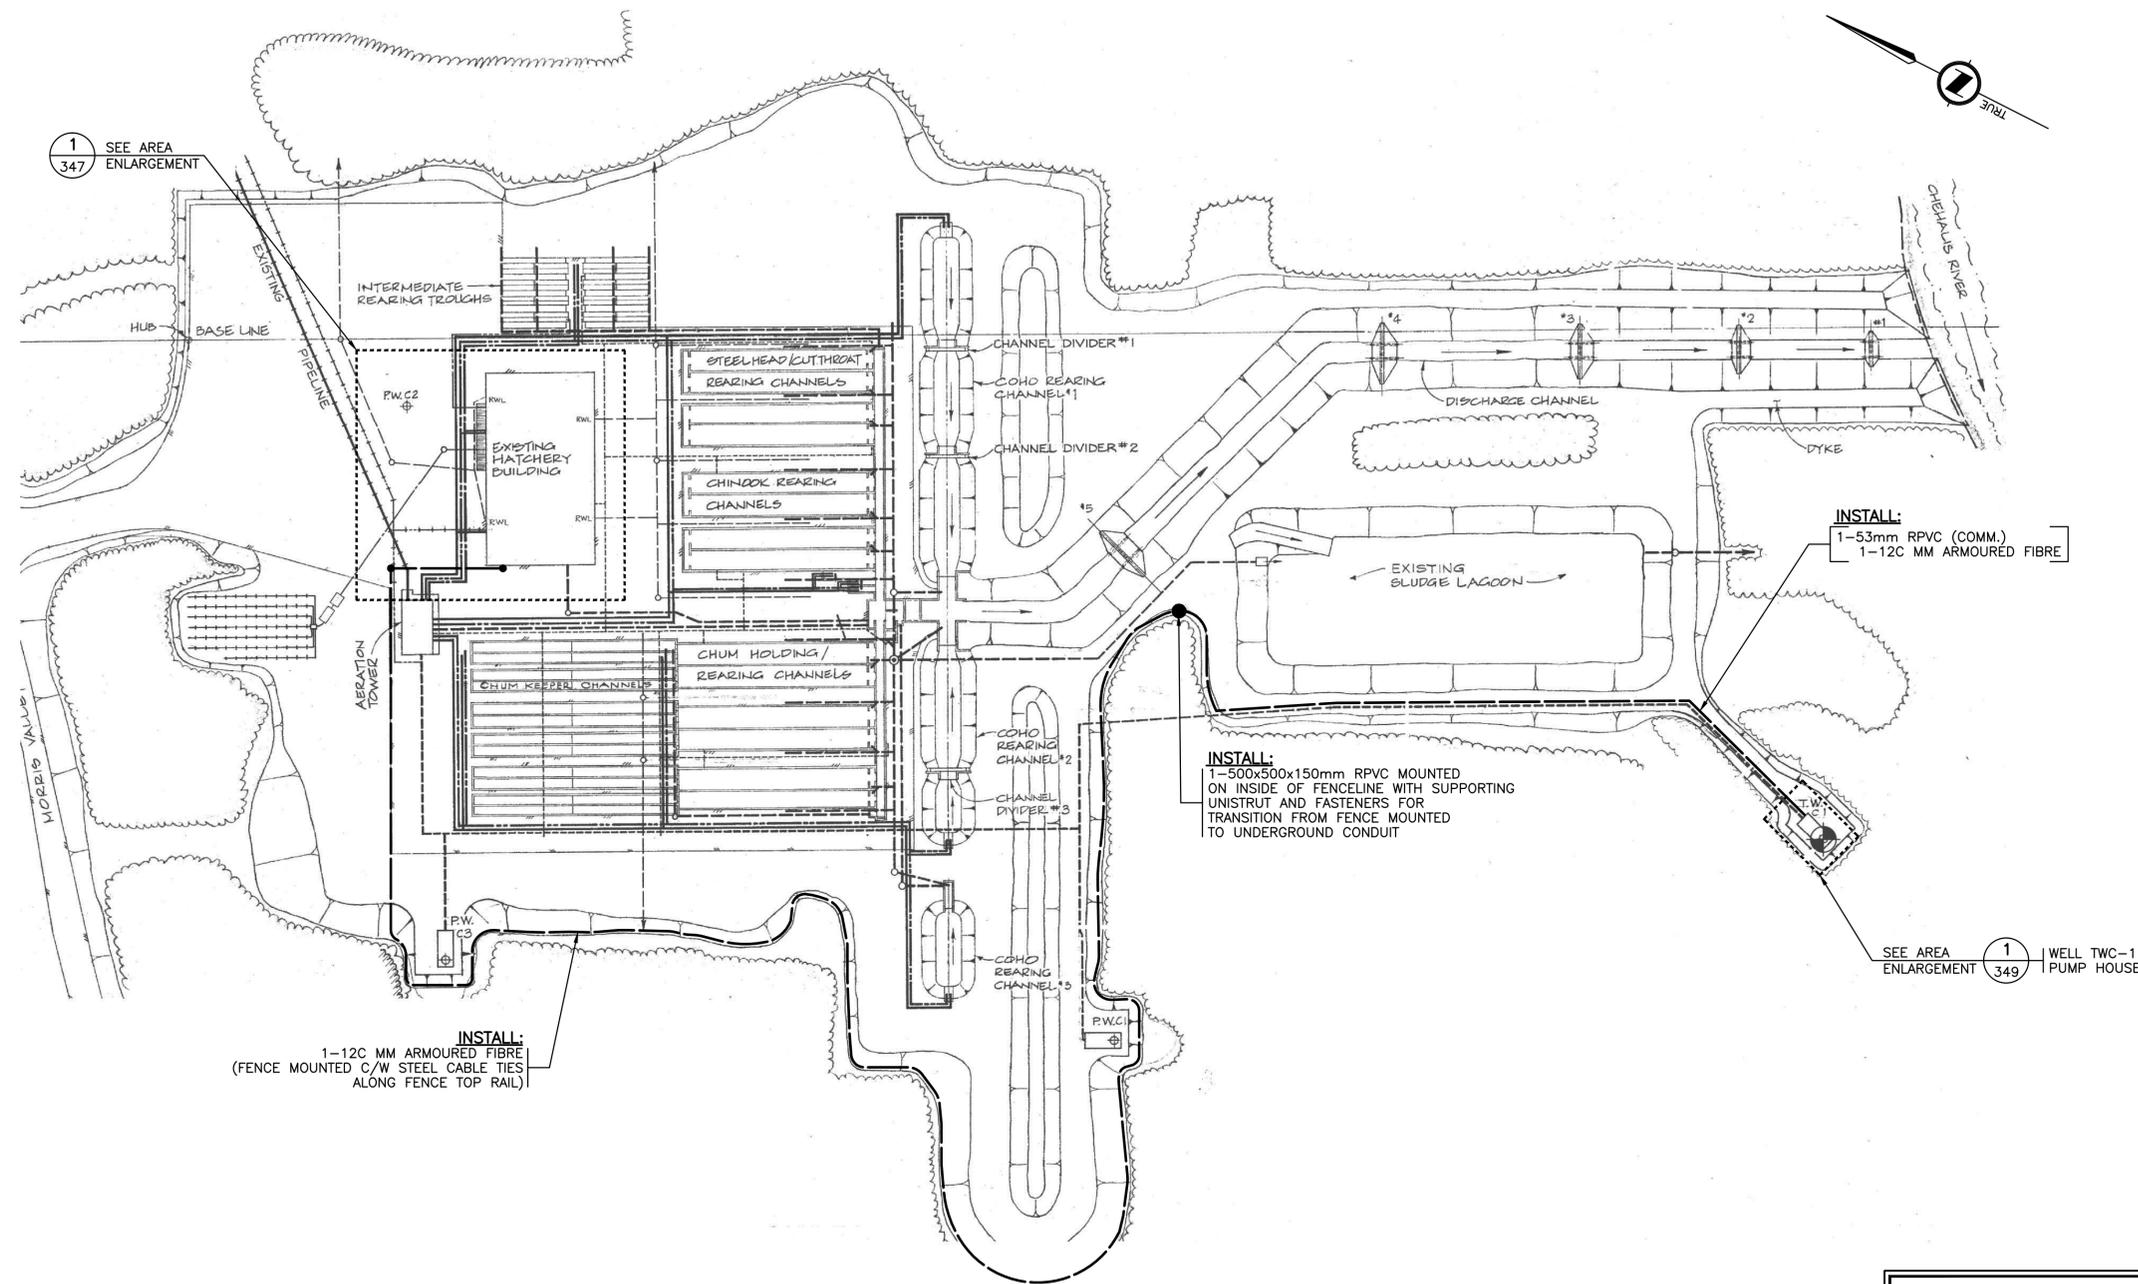 TRUE
1
347
SEE AREA
ENLARGEMENT
CHEHALIS RIVER
EXISTING
PIPELINE
INTERMEDIATE
REARING TROUGHS
HUB
BASE LINE
#4
#3
#2
#1
CHANNEL DIVIDER #1
STEELHEAD/CUTTHROAT
REARING CHANNELS
COHO REARING
CHANNEL #1
P.W.C2
RWL
RWL
DISCHARGE CHANNEL
EXISTING
HATCHERY
BUILDING
CHANNEL DIVIDER #2
DYKE
CHINOOK REARING
CHANNELS
RWL
RWL
#5
INSTALL:
1-53mm RPVC (COMM.)
1-12C MM ARMOURED FIBRE
EXISTING
SLUDGE LAGOON
AERATION
TOWER
CHUM HOLDING/
REARING CHANNELS
CHUM KEEPER CHANNELS
COHO
REARING
CHANNEL #2
CHANNEL
DIVIDER #3
INSTALL:
1-500x500x150mm RPVC MOUNTED
ON INSIDE OF FENCELINE WITH SUPPORTING
UNISTRUT AND FASTENERS FOR
TRANSITION FROM FENCE MOUNTED
TO UNDERGROUND CONDUIT
T.W.
MORRIS
P.W.
C3
COHO
REARING
CHANNEL #3
SEE AREA
ENLARGEMENT
1
349
WELL TWC-1
PUMP HOUSE
P.W.C1
INSTALL:
1-12C MM ARMOURED FIBRE
(FENCE MOUNTED C/W STEEL CABLE TIES
ALONG FENCE TOP RAIL)